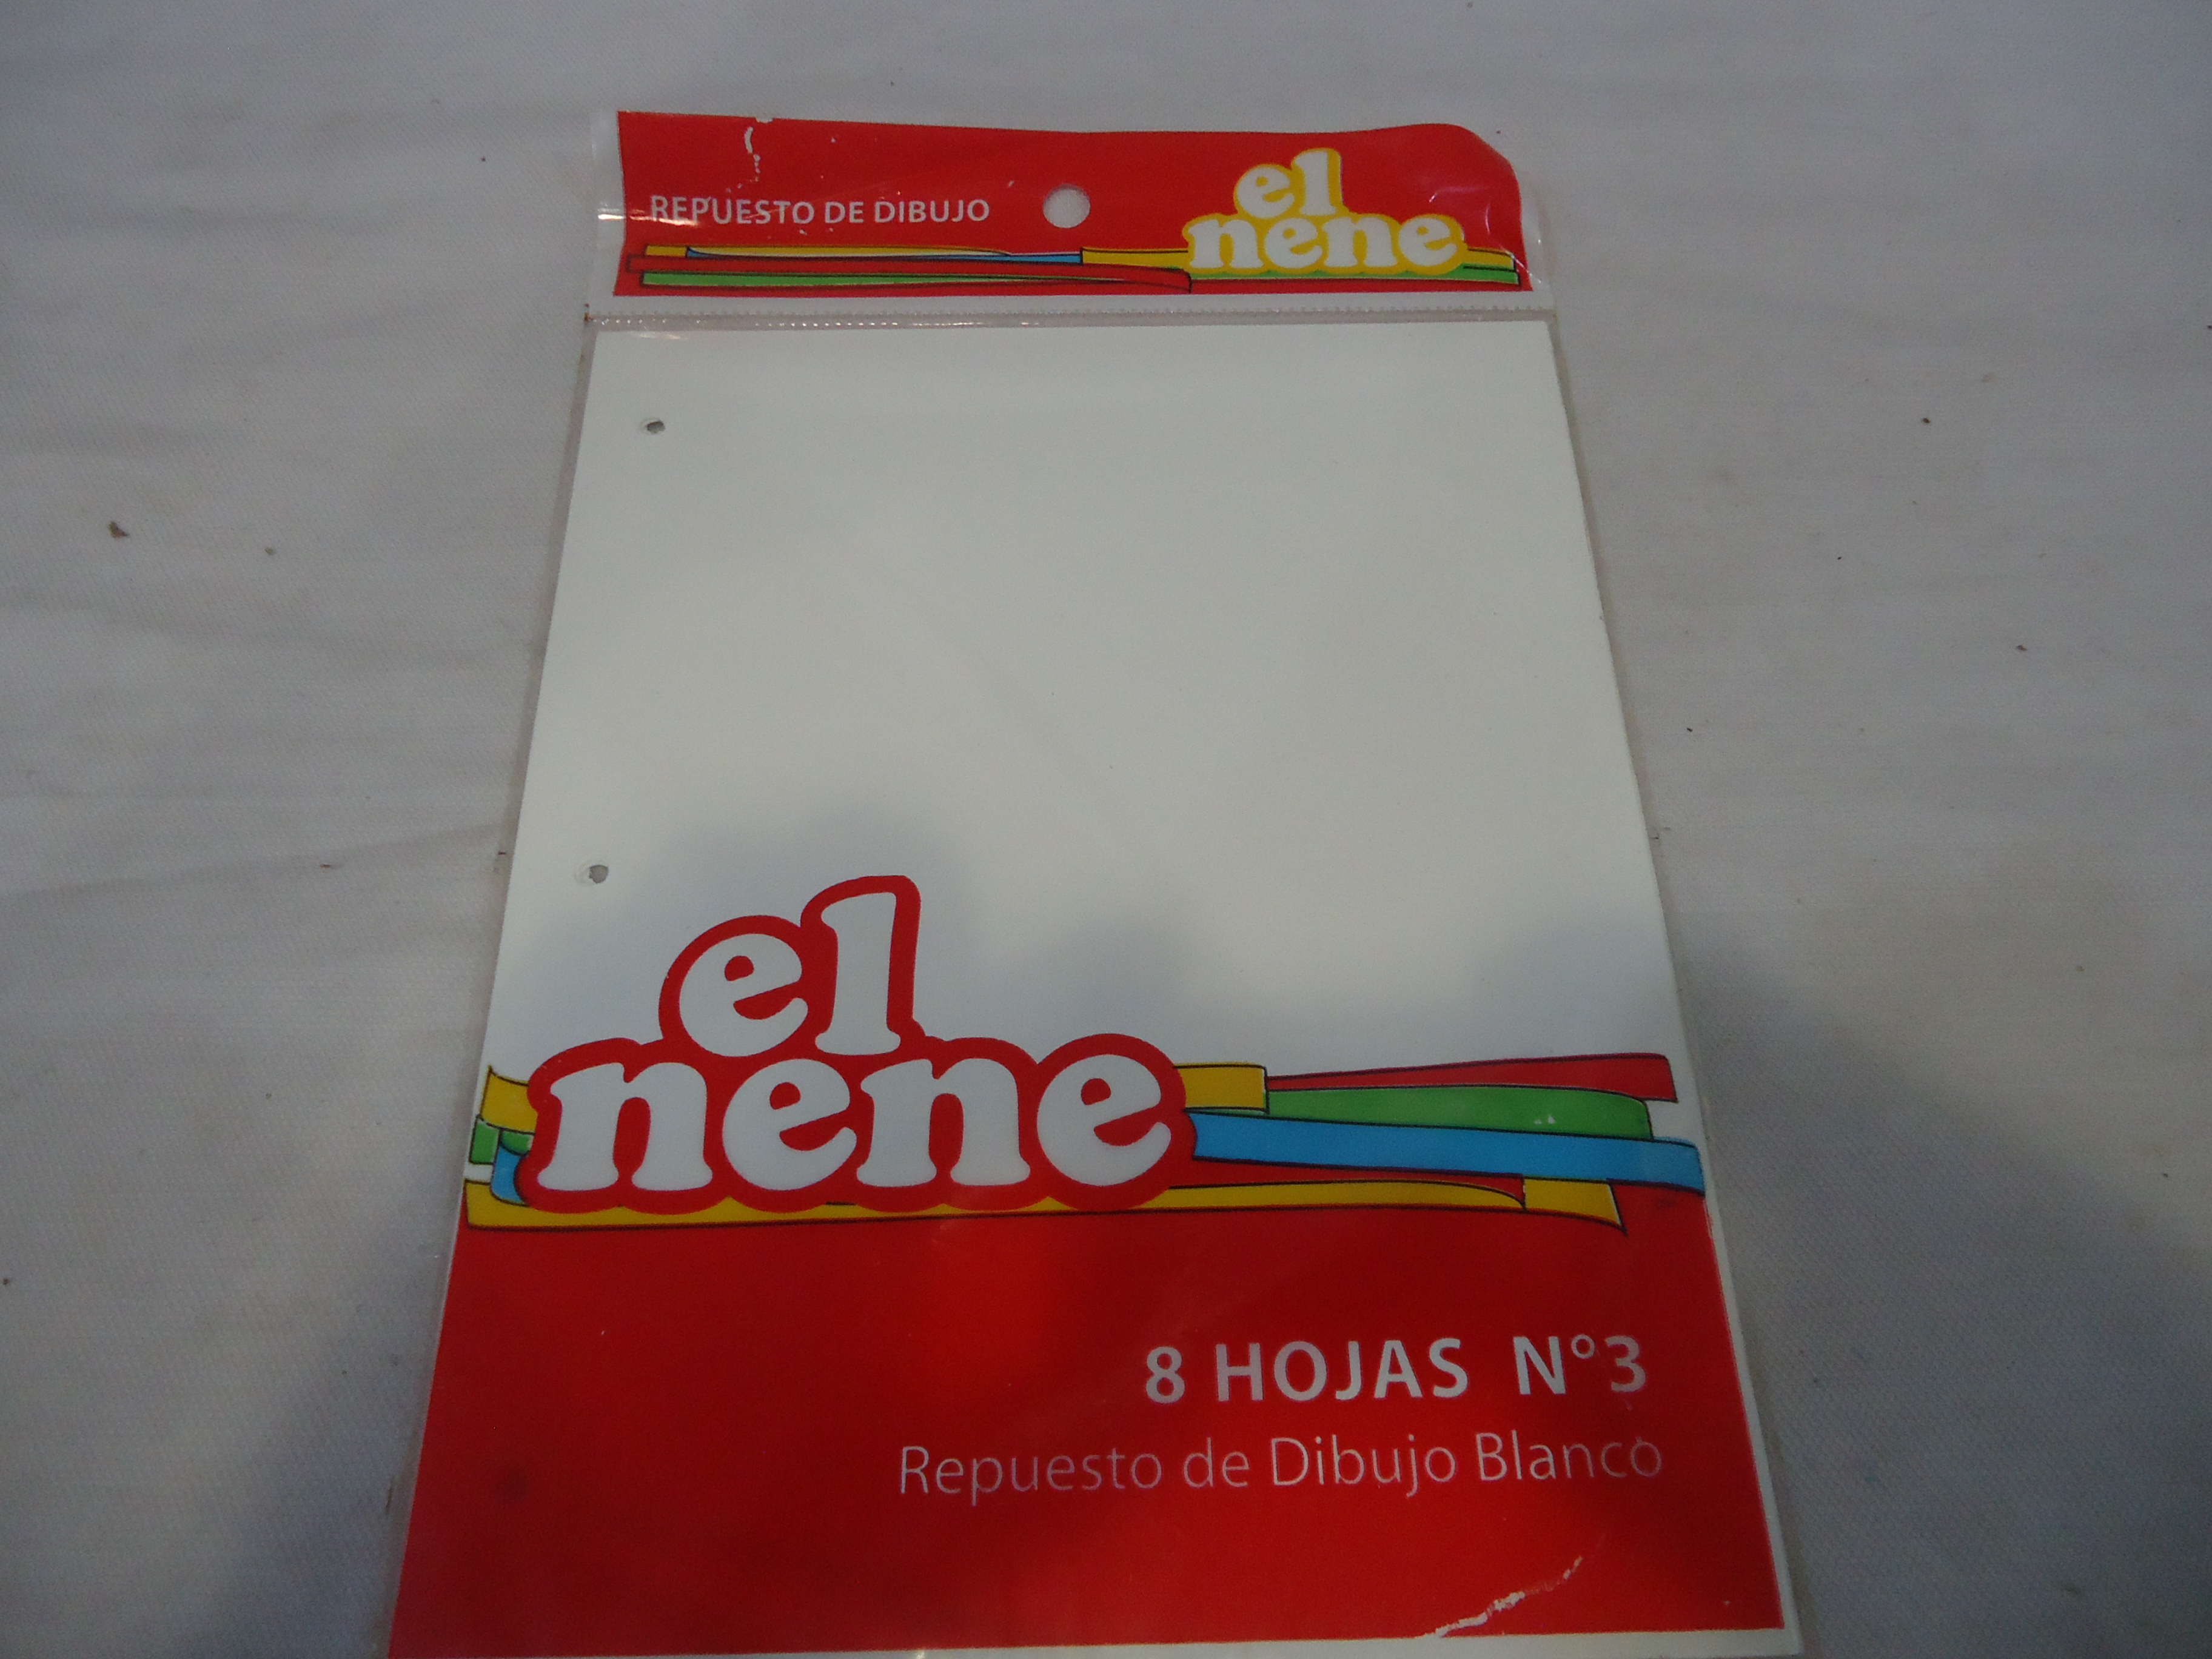 REPUESTO DE DIBUJO
el
nene
el
nene
8 HOJAS N°3
Repuesto de Dibujo Blanco